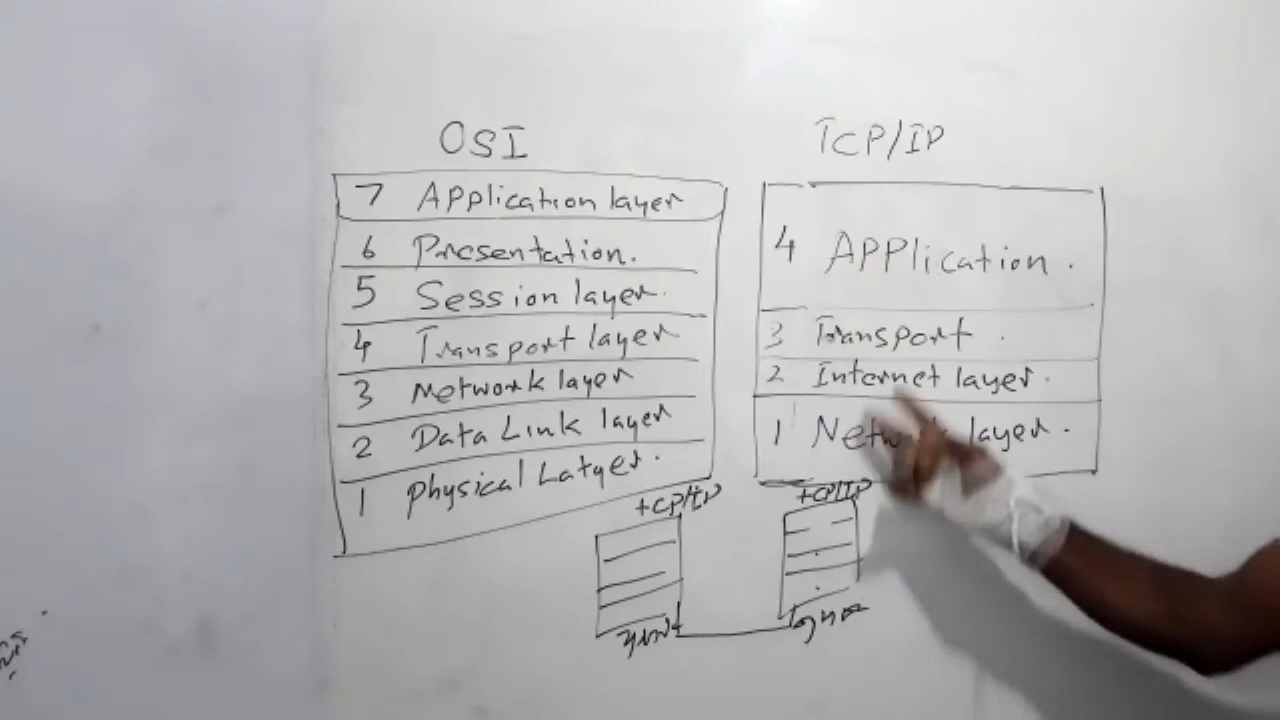 OSI
7 Application layer
6 Presentation.
5 Session layer.
4 Transport layer
3 Network layer
2 Data Link layer
1 Physical Latyer.
TCP/IP
4 APPlication.
3 Transport.
2 Internet layer.
1 Network layer.
TCP/IP
TCP/IP